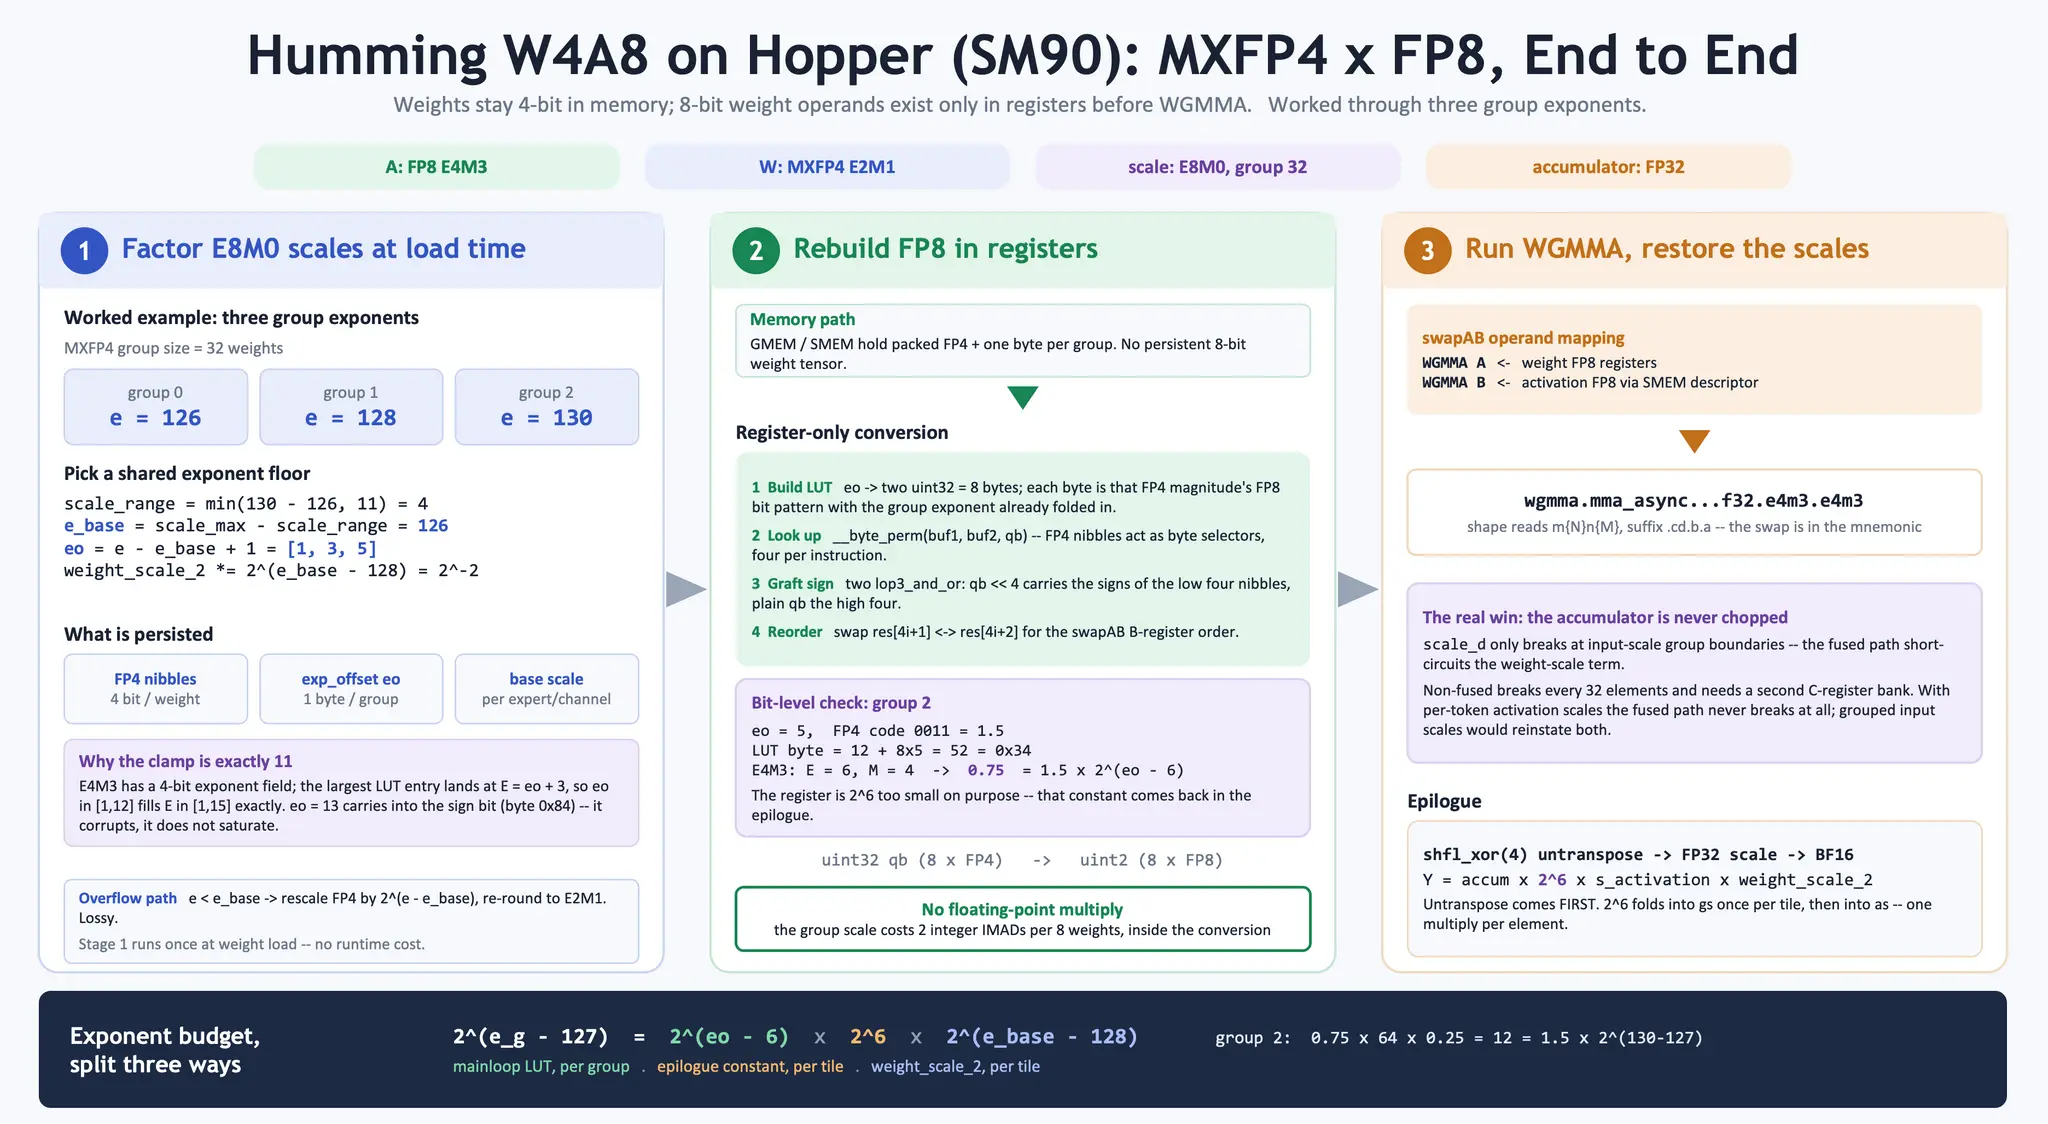 Humming W4A8 on Hopper (SM90): MXFP4 x FP8, End to End
Weights stay 4-bit in memory; 8-bit weight operands exist only in registers before WGMMA. Worked through three group exponents.
A: FP8 E4M3
W: MXFP4 E2M1
scale: E8M0, group 32
accumulator: FP32
1 Factor E8M0 scales at load time
Worked example: three group exponents
MXFP4 group size = 32 weights
group 0
e = 126
group 1
e = 128
group 2
e = 130
Pick a shared exponent floor
scale_range = min(130 - 126, 11) = 4
e_base = scale_max - scale_range = 126
eo = e - e_base + 1 = [1, 3, 5]
weight_scale_2 *= 2^(e_base - 128) = 2^-2
What is persisted
FP4 nibbles
4 bit / weight
exp_offset eo
1 byte / group
base scale
per expert/channel
Why the clamp is exactly 11
E4M3 has a 4-bit exponent field; the largest LUT entry lands at E = eo + 3, so eo
in [1,12] fills E in [1,15] exactly. eo = 13 carries into the sign bit (byte 0x84) -- it
corrupts, it does not saturate.
Overflow path e < e_base -> rescale FP4 by 2^(e - e_base), re-round to E2M1.
Lossy.
Stage 1 runs once at weight load -- no runtime cost.
2 Rebuild FP8 in registers
Memory path
GMEM / SMEM hold packed FP4 + one byte per group. No persistent 8-bit
weight tensor.
Register-only conversion
1 Build LUT eo -> two uint32 = 8 bytes; each byte is that FP4 magnitude's FP8
bit pattern with the group exponent already folded in.
2 Look up __byte_perm(buf1, buf2, qb) -- FP4 nibbles act as byte selectors,
four per instruction.
3 Graft sign two lop3_and_or: qb << 4 carries the signs of the low four nibbles,
plain qb the high four.
4 Reorder swap res[4i+1] <-> res[4i+2] for the swapAB B-register order.
Bit-level check: group 2
eo = 5, FP4 code 0011 = 1.5
LUT byte = 12 + 8x5 = 52 = 0x34
E4M3: E = 6, M = 4 -> 0.75 = 1.5 x 2^(eo - 6)
The register is 2^6 too small on purpose -- that constant comes back in the
epilogue.
uint32 qb (8 x FP4) -> uint2 (8 x FP8)
No floating-point multiply
the group scale costs 2 integer IMADs per 8 weights, inside the conversion
3 Run WGMMA, restore the scales
swapAB operand mapping
WGMMA A <- weight FP8 registers
WGMMA B <- activation FP8 via SMEM descriptor
wgmma.mma_async...f32.e4m3.e4m3
shape reads m{N}n{M}, suffix .cd.b.a -- the swap is in the mnemonic
The real win: the accumulator is never chopped
scale_d only breaks at input-scale group boundaries -- the fused path short-
circuits the weight-scale term.
Non-fused breaks every 32 elements and needs a second C-register bank. With
per-token activation scales the fused path never breaks at all; grouped input
scales would reinstate both.
Epilogue
shfl_xor(4) untranspose -> FP32 scale -> BF16
Y = accum x 2^6 x s_activation x weight_scale_2
Untranspose comes FIRST. 2^6 folds into gs once per tile, then into as -- one
multiply per element.
Exponent budget,
split three ways
2^(e_g - 127) = 2^(eo - 6) x 2^6 x 2^(e_base - 128)
mainloop LUT, per group . epilogue constant, per tile . weight_scale_2, per tile
group 2: 0.75 x 64 x 0.25 = 12 = 1.5 x 2^(130-127)